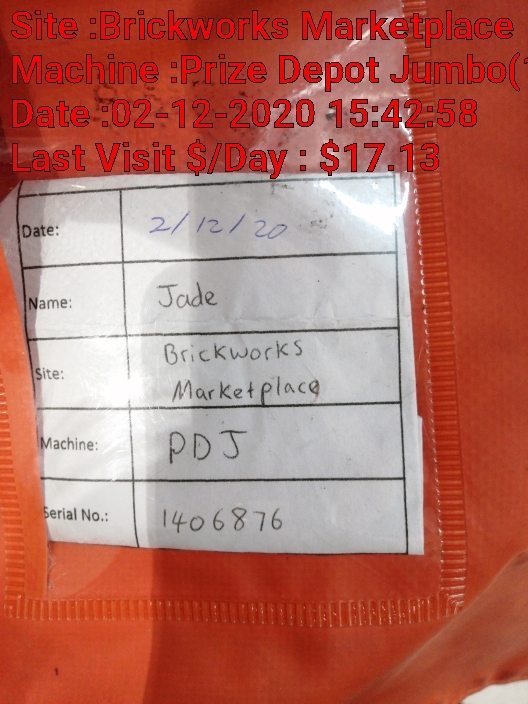 Site :Brickworks Marketplace
Machine :Prize Depot Jumbo(
Date :02-12-2020 15:42:58
Last Visit $/Day : $17.13
Date: 2/12/20
Name: Jade
Site: Brickworks
Marketplace
Machine: PDJ
Serial No.: 1406876